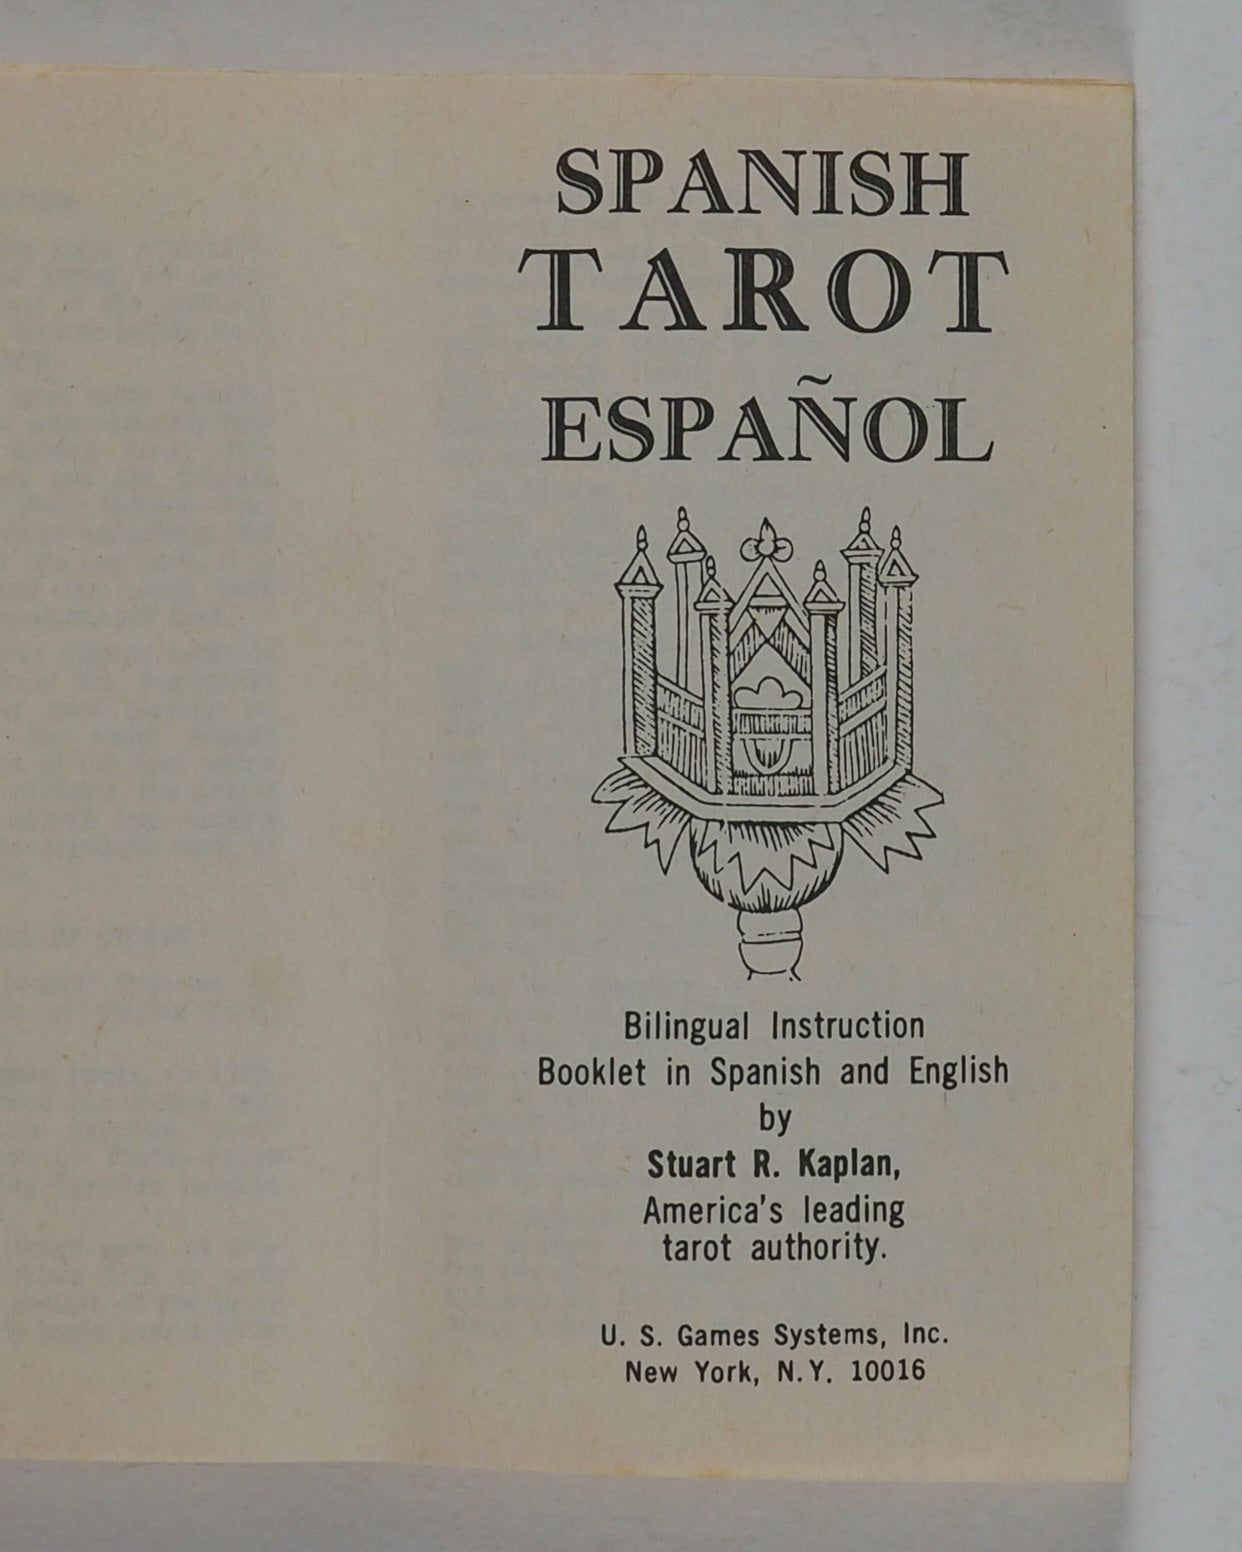 SPANISH
TAROT
ESPAÑOL
Bilingual Instruction
Booklet in Spanish and English
by
Stuart R. Kaplan,
America's leading
tarot authority.
U. S. Games Systems, Inc.
New York, N.Y. 10016